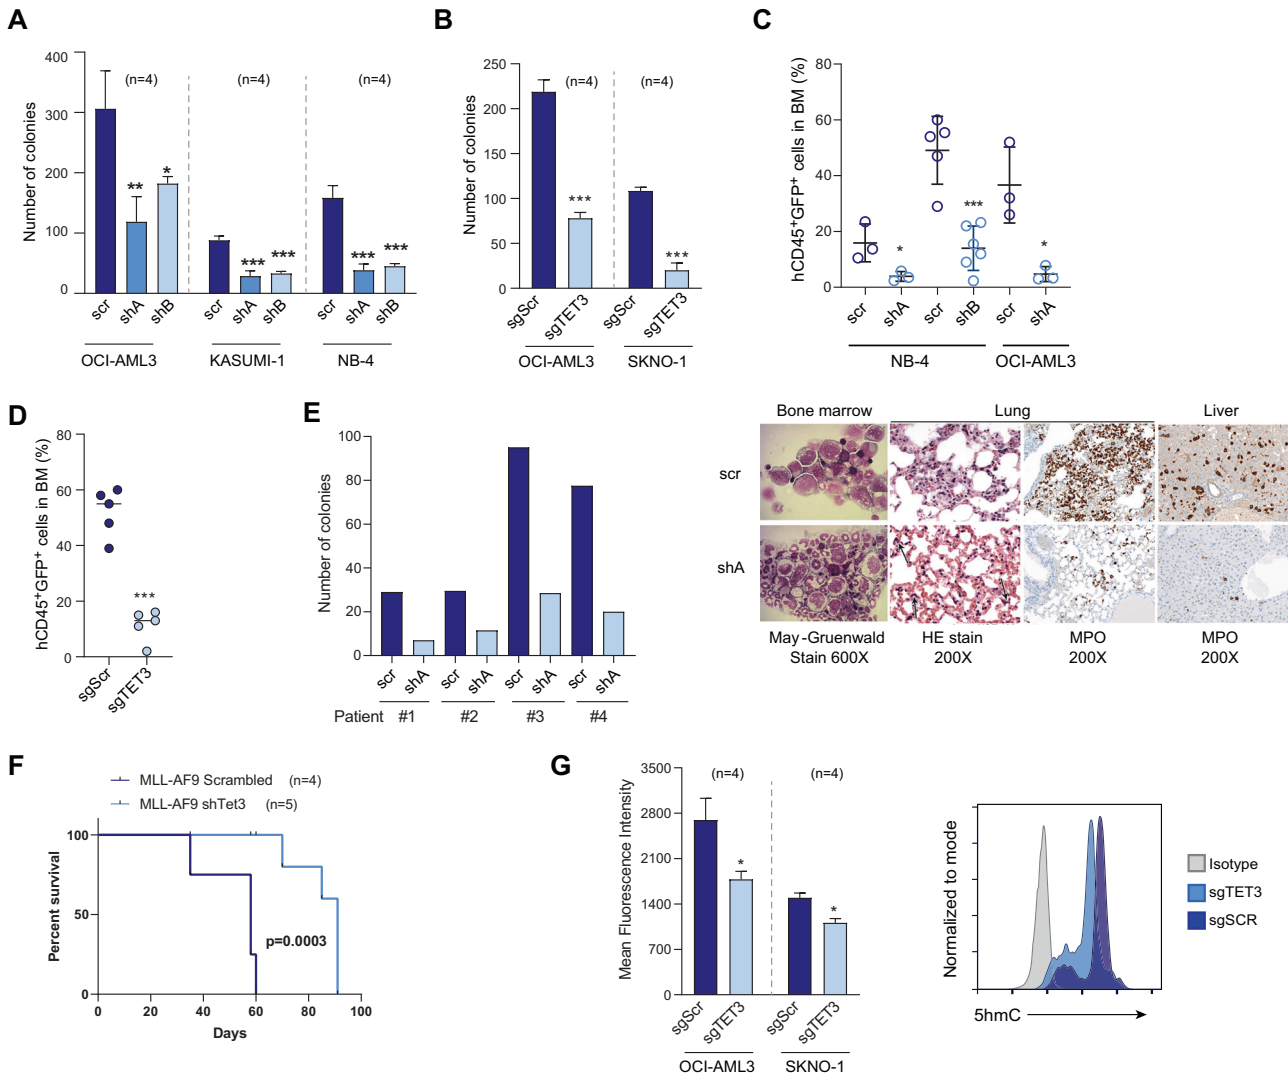 A
400
300
200
100
0
Number of colonies
(n=4)
(n=4)
(n=4)
**
*
***
***
***
***
scr
shA
shB
scr
shA
shB
scr
shA
shB
OCI-AML3
KASUMI-1
NB-4
B
250
200
150
100
50
0
Number of colonies
(n=4)
(n=4)
***
***
sgScr
sgTET3
sgScr
sgTET3
OCI-AML3
SKNO-1
C
80
60
40
20
0
hCD45+GFP+ cells in BM (%)
*
***
*
scr
shA
scr
shB
scr
shA
NB-4
OCI-AML3
Bone marrow
Lung
Liver
scr
shA
May-Gruenwald
Stain 600X
HE stain
200X
MPO
200X
MPO
200X
D
80
60
40
20
0
hCD45+GFP+ cells in BM (%)
***
sgScr
sgTET3
E
100
80
60
40
20
0
Number of colonies
scr
shA
scr
shA
scr
shA
scr
shA
Patient #1 #2 #3 #4
F
MLL-AF9 Scrambled (n=4)
MLL-AF9 shTet3 (n=5)
100
50
0
Percent survival
p=0.0003
0 20 40 60 80 100
Days
G
3500
2800
2100
1400
700
0
Mean Fluorescence Intensity
(n=4)
(n=4)
*
*
sgScr
sgTET3
sgScr
sgTET3
OCI-AML3
SKNO-1
Normalized to mode
5hmC
Isotype
sgTET3
sgSCR